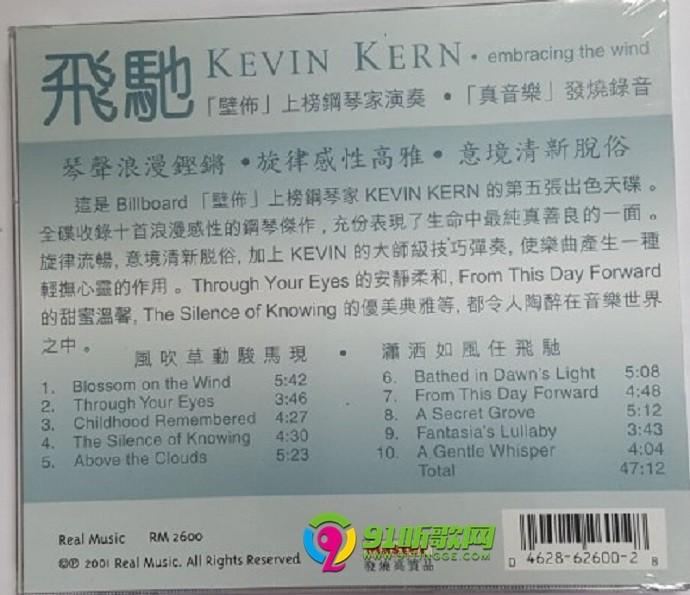 飛馳
KEVIN KERN • embracing the wind
「壁佈」上榜鋼琴家演奏 •「真音樂」發燒錄音
琴聲浪漫鏗鏘 • 旋律感性高雅 • 意境清新脫俗
這是 Billboard 「壁佈」上榜鋼琴家 KEVIN KERN 的第五張出色天碟。
全碟收錄十首浪漫感性的鋼琴傑作，充份表現了生命中最純真善良的一面。
旋律流暢, 意境清新脫俗, 加上 KEVIN 的大師級技巧彈奏, 使樂曲產生一種
輕撫心靈的作用。Through Your Eyes 的安靜柔和, From This Day Forward
的甜蜜溫馨, The Silence of Knowing 的優美典雅等, 都令人陶醉在音樂世界
之中。
風吹草動駿馬現 • 瀟洒如風任飛馳
1. Blossom on the Wind 5:42
2. Through Your Eyes 3:46
3. Childhood Remembered 4:27
4. The Silence of Knowing 4:30
5. Above the Clouds 5:23
6. Bathed in Dawn's Light 5:08
7. From This Day Forward 4:48
8. A Secret Grove 5:12
9. Fantasia's Lullaby 3:43
10. A Gentle Whisper 4:04
Total 47:12
Real Music RM 2600
©℗ 2001 Real Music. All Rights Reserved
91听歌网
發燒高質品
0 4628-62600-2 8